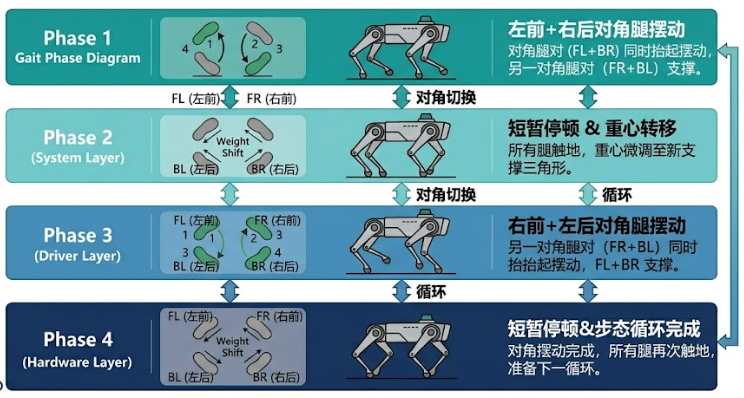 Phase 1
Gait Phase Diagram
4 1 2 3
左前+右后对角腿摆动
对角腿对 (FL+BR) 同时抬起摆动,
另一对角腿对(FR+BL)支撑。
FL (左前) FR (右前)
对角切换
Phase 2
(System Layer)
Weight
Shift
BL (左后) BR (右后)
短暂停顿 & 重心转移
所有腿触地,重心微调至新支
撑三角形。
对角切换
循环
Phase 3
(Driver Layer)
FL (左前) FR (右前)
1 1 2 3
3 4
BL (左后) BR (右后)
右前+左后对角腿摆动
另一对角腿对(FR+BL)同时
抬抬起摆动,FL+BR 支撑。
循环
Phase 4
(Hardware Layer)
FL (左前) FR (右前)
Weight
Shift
BL (左后) BR (右后)
短暂停顿&步态循环完成
对角摆动完成,所有腿再次触地,
准备下一循环。